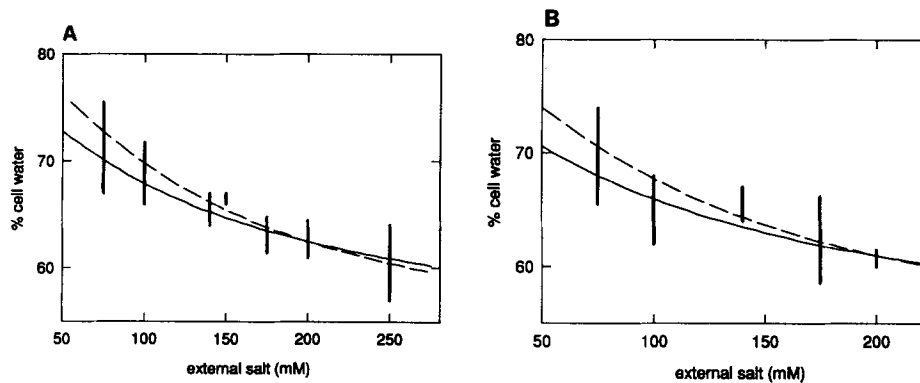 A
80
70
60
% cell water
50 100 150 200 250
external salt (mM)
B
80
70
60
% cell water
50 100 150 200
external salt (mM)